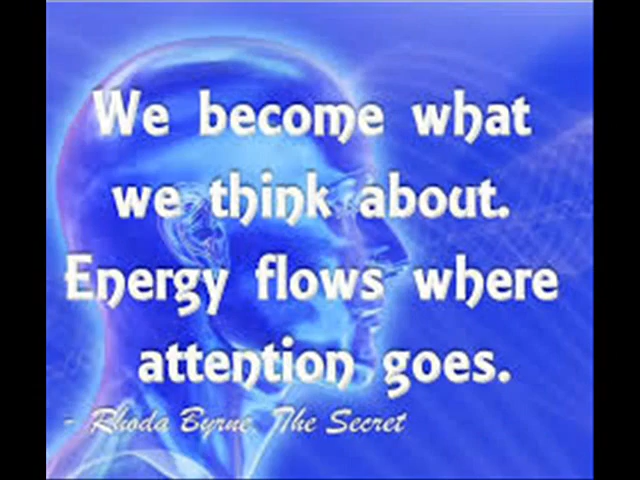 We become what
we think about.
Energy flows where
attention goes.
- Rhoda Byrne, The Secret